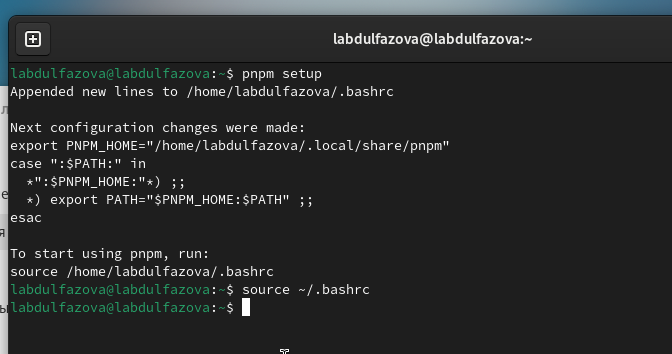 labdulfazova@labdulfazova:~
labdulfazova@labdulfazova:~$ pnpm setup
Appended new lines to /home/labdulfazova/.bashrc
Next configuration changes were made:
export PNPM_HOME="/home/labdulfazova/.local/share/pnpm"
case ":$PATH:" in
  *":$PNPM_HOME:"*) ;;
  *) export PATH="$PNPM_HOME:$PATH" ;;
esac
To start using pnpm, run:
source /home/labdulfazova/.bashrc
labdulfazova@labdulfazova:~$ source ~/.bashrc
labdulfazova@labdulfazova:~$